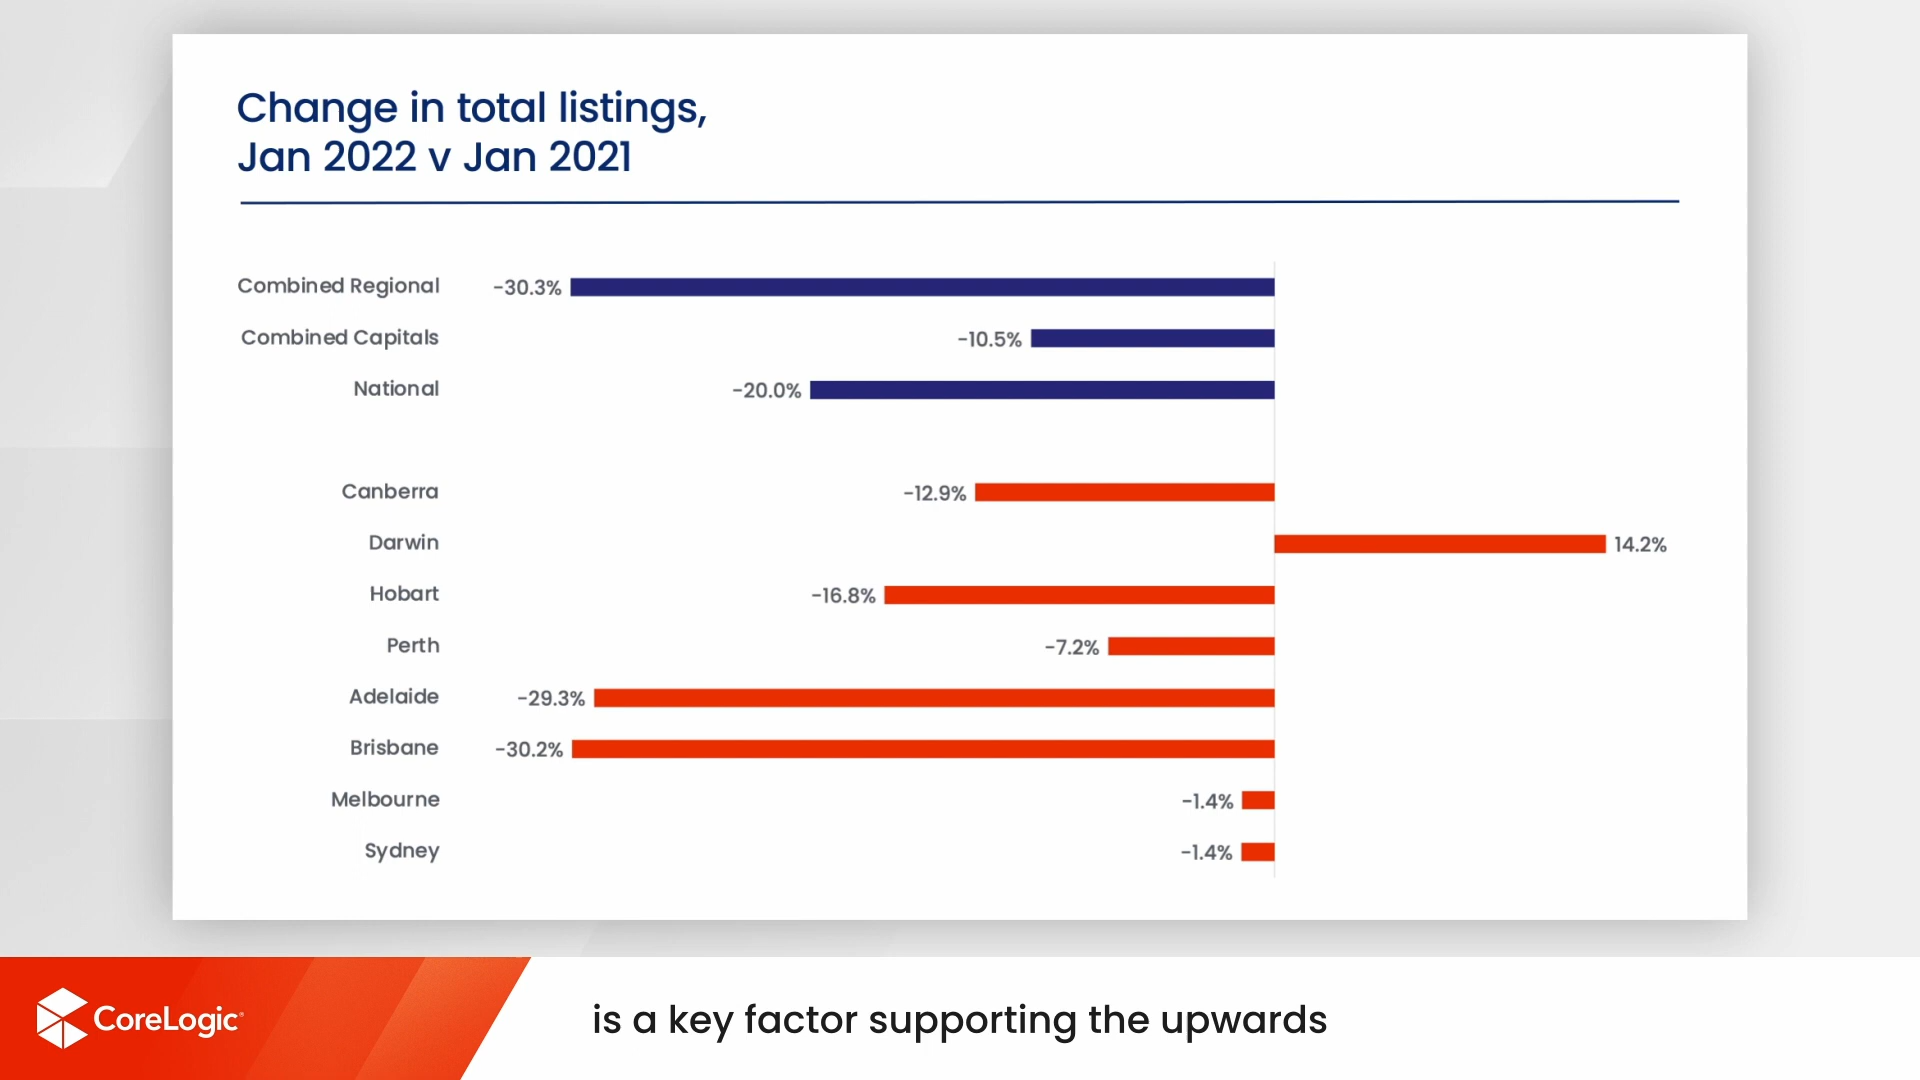 Change in total listings,
Jan 2022 v Jan 2021
Combined Regional -30.3%
Combined Capitals -10.5%
National -20.0%
Canberra -12.9%
Darwin 14.2%
Hobart -16.8%
Perth -7.2%
Adelaide -29.3%
Brisbane -30.2%
Melbourne -1.4%
Sydney -1.4%
CoreLogic
is a key factor supporting the upwards